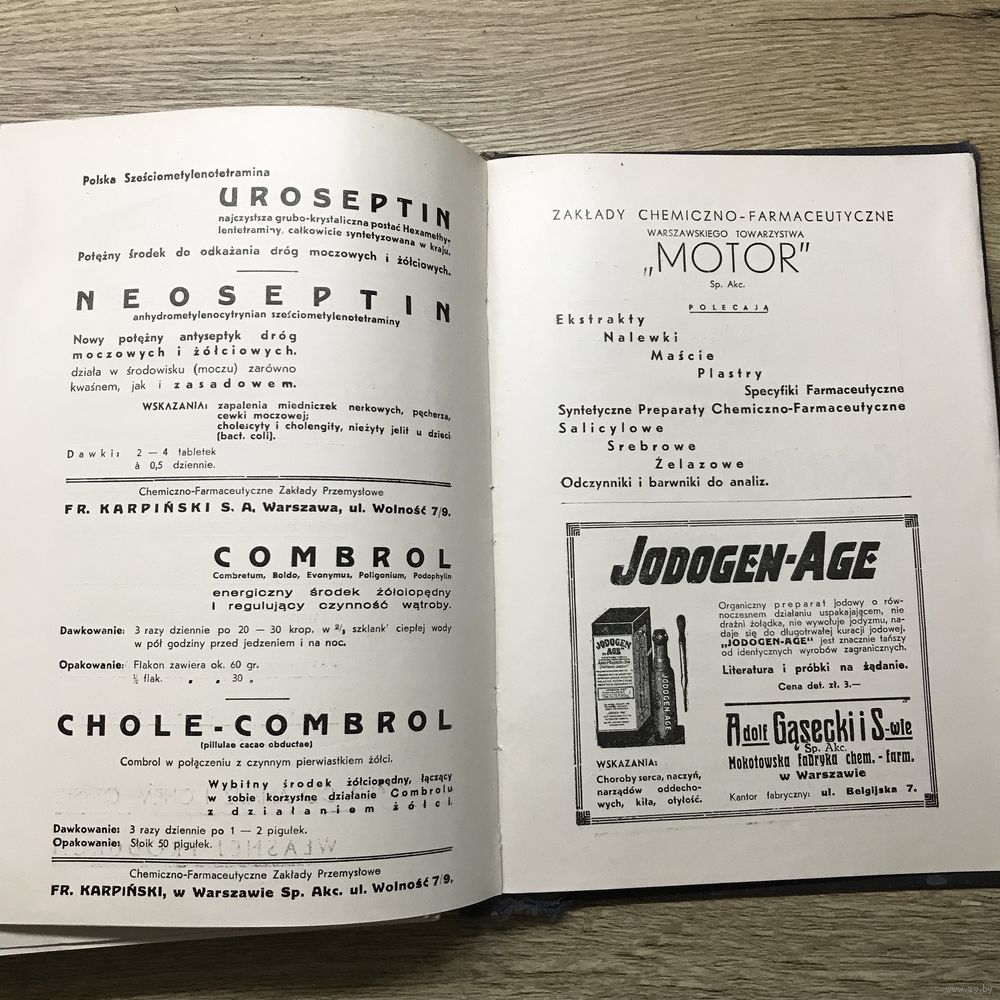 Polska Sześciometylenotetramina
UROSEPTIN
najczystsza grubo-krystaliczna postać Hexamethy-
lentetraminy, całkowicie syntetyzowana w kraju.
Potężny środek do odkażania dróg moczowych i żółciowych.
NEOSEPTIN
anhydrometylenocytrynian sześciometylenotetraminy
Nowy potężny antyseptyk dróg
moczowych i żółciowych.
działa w środowisku (moczu) zarówno
kwaśnem, jak i zasadowem.
WSKAZANIA: zapalenia miedniczek nerkowych, pęcherza,
cewki moczowej;
cholescyty i cholengity, nieżyty jelit u dzieci
(bact. coli).
Dawki: 2 — 4 tabletek
à 0,5 dziennie.
Chemiczno-Farmaceutyczne Zakłady Przemysłowe
FR. KARPIŃSKI S. A. Warszawa, ul. Wolność 7/9.
COMBROL
Combretum, Boldo, Evonymus, Poligonium, Podophylin
energiczny środek żółciopędny
i regulujący czynność wątroby.
Dawkowanie: 3 razy dziennie po 20 — 30 krop. w ²/₃ szklank' ciepłej wody
w pół godziny przed jedzeniem i na noc.
Opakowanie: Flakon zawiera ok. 60 gr.
½ flak. „ „ 30 „
CHOLE-COMBROL
(pillulae cacao obductae)
Combrol w połączeniu z czynnym pierwiastkiem żółci.
Wybitny środek żółciopędny, łączący
w sobie korzystne działanie Combrolu
z działaniem żółci.
Dawkowanie: 3 razy dziennie po 1 — 2 pigułek.
Opakowanie: Słoik 50 pigułek.
Chemiczno-Farmaceutyczne Zakłady Przemysłowe
FR. KARPIŃSKI, w Warszawie Sp. Akc. ul. Wolność 7/9.
ZAKŁADY CHEMICZNO-FARMACEUTYCZNE
WARSZAWSKIEGO TOWARZYSTWA
„MOTOR"
Sp. Akc.
POLECAJĄ
Ekstrakty
Nalewki
Maście
Plastry
Specyfiki Farmaceutyczne
Syntetyczne Preparaty Chemiczno-Farmaceutyczne
Salicylowe
Srebrowe
Żelazowe
Odczynniki i barwniki do analiz.
JODOGEN-AGE
Organiczny preparat jodowy o rów-
noczesnem działaniu uspakajającem, nie
drażni żołądka, nie wywołuje jodyzmu, na-
daje się do długotrwałej kuracji jodowej.
„JODOGEN-AGE" jest znacznie tańszy
od identycznych wyrobów zagranicznych.
Literatura i próbki na żądanie.
Cena det. zł. 3.—
JODOGEN
„AGE"
JODOGEN-AGE
WSKAZANIA:
Choroby serca, naczyń,
narządów oddecho-
wych, kiła, otyłość.
Adolf Gąsecki i S-wie
Sp. Akc.
Mokotowska fabryka chem. - farm.
w Warszawie
Kantor fabryczny: ul. Belgijska 7.
www.ay.by